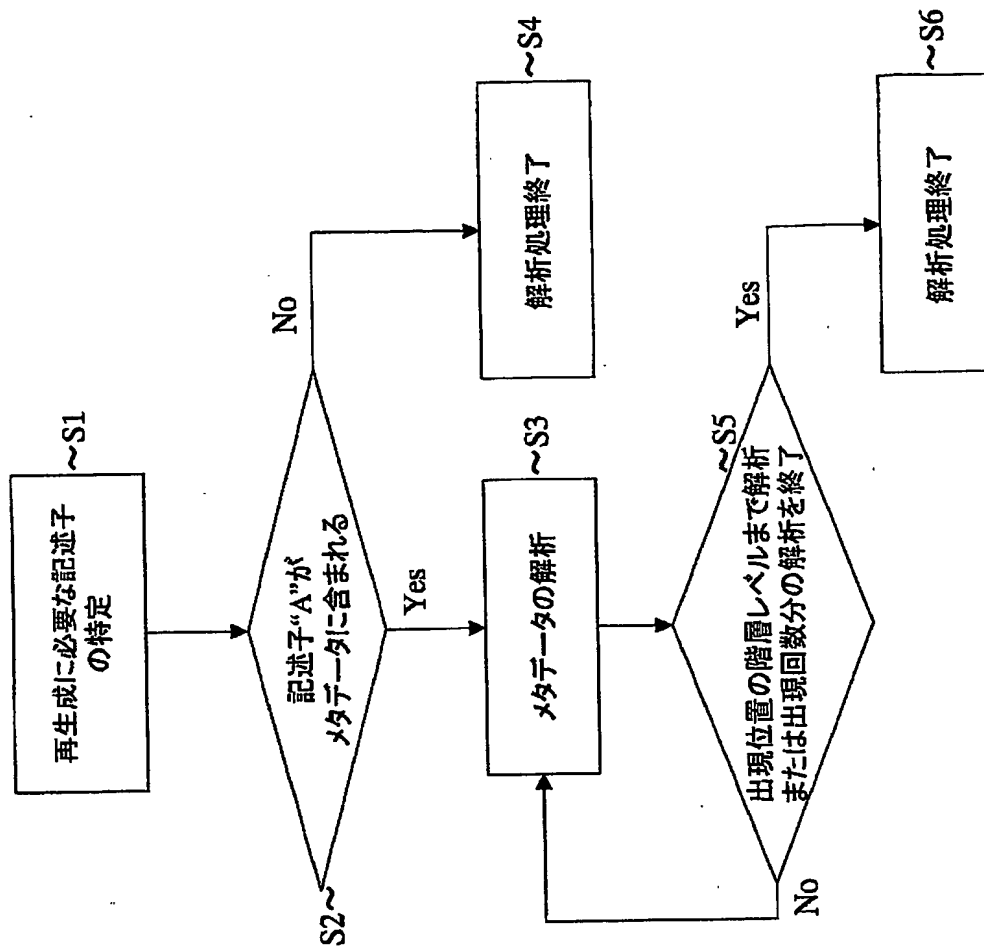 再生成に必要な記述子
の特定
~S1
S2~
記述子“A”が
メタデータに含まれる
No
Yes
解析処理終了
~S4
メタデータの解析
~S3
~S5
出現位置の階層レベルまで解析
または出現回数分の解析を終了
No
Yes
解析処理終了
~S6